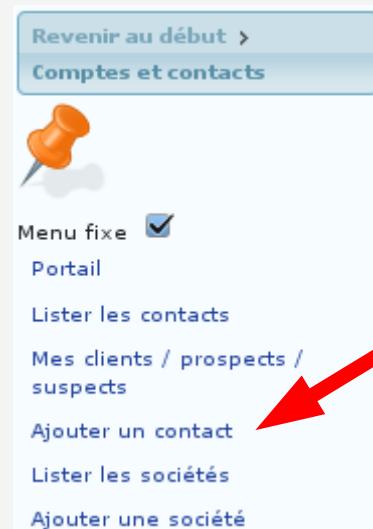 Revenir au début >
Comptes et contacts
Menu fixe
Portail
Lister les contacts
Mes clients / prospects /
suspects
Ajouter un contact
Lister les sociétés
Ajouter une société